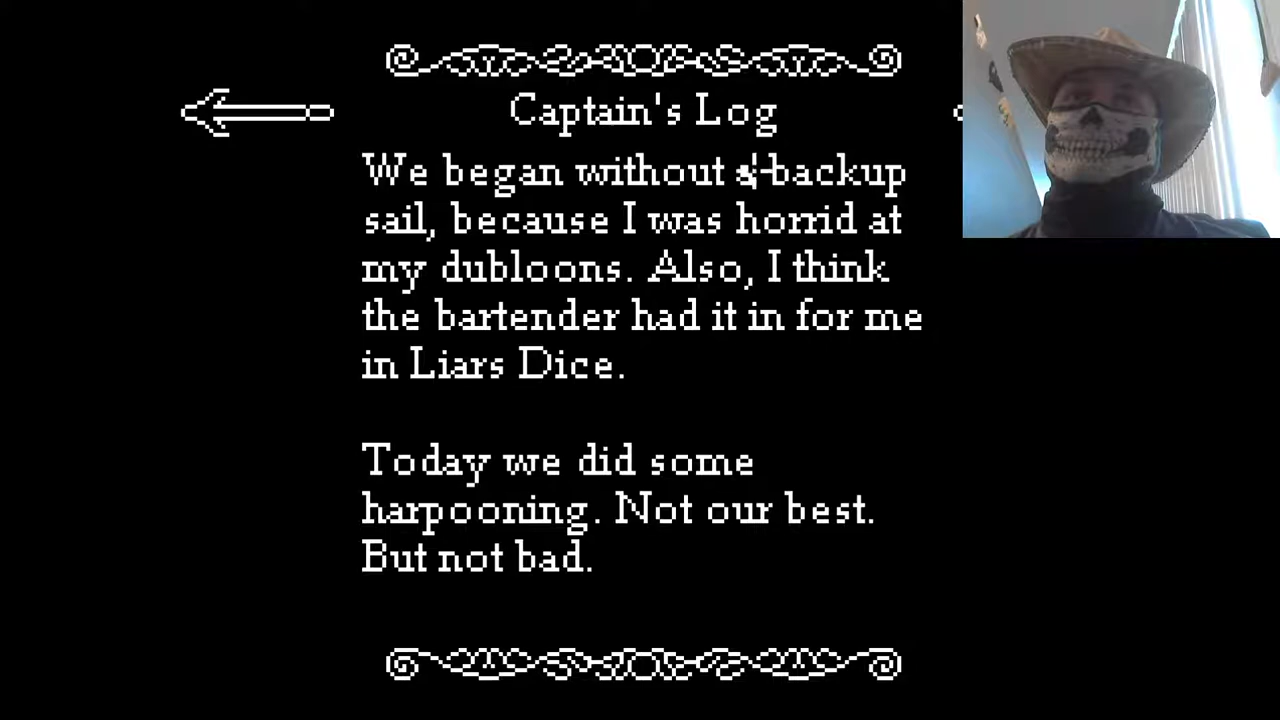 Captain's Log
We began without a backup
sail, because I was horrid at
my dubloons. Also, I think
the bartender had it in for me
in Liars Dice.
Today we did some
harpooning. Not our best.
But not bad.